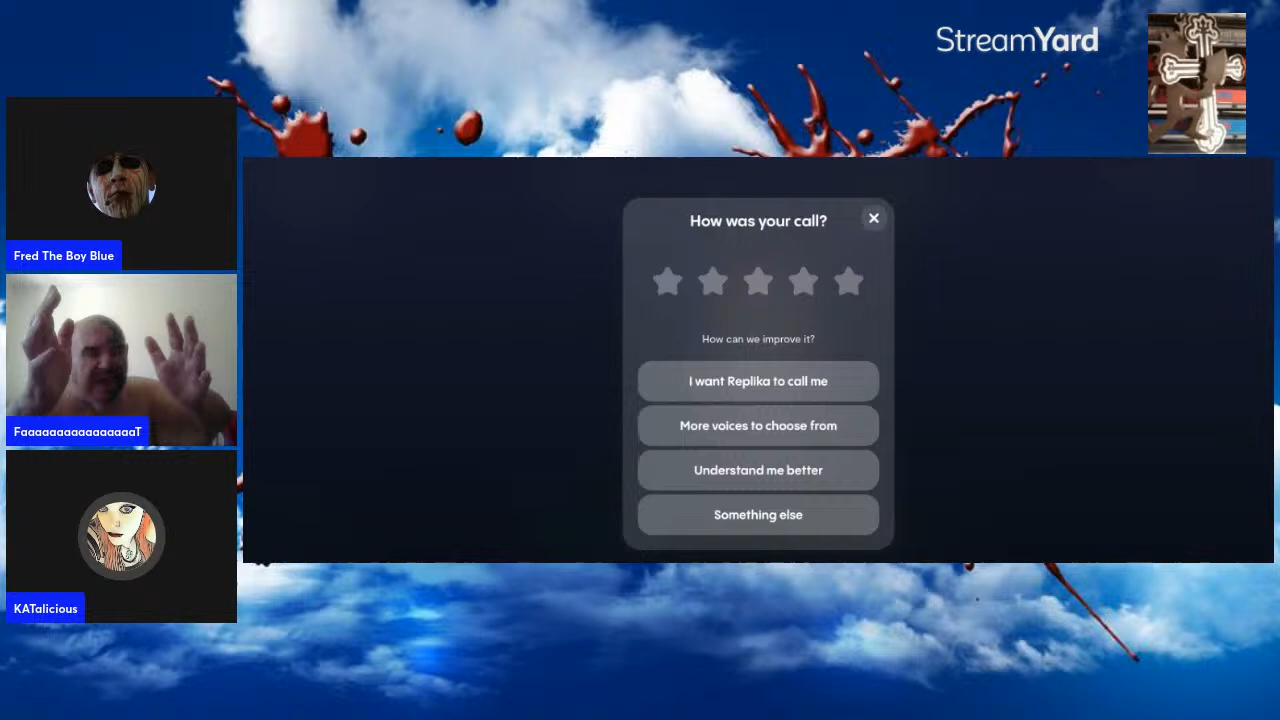 StreamYard
Fred The Boy Blue
FaaaaaaaaaaaaaaaaT
KATalicious
How was your call?
How can we improve it?
I want Replika to call me
More voices to choose from
Understand me better
Something else